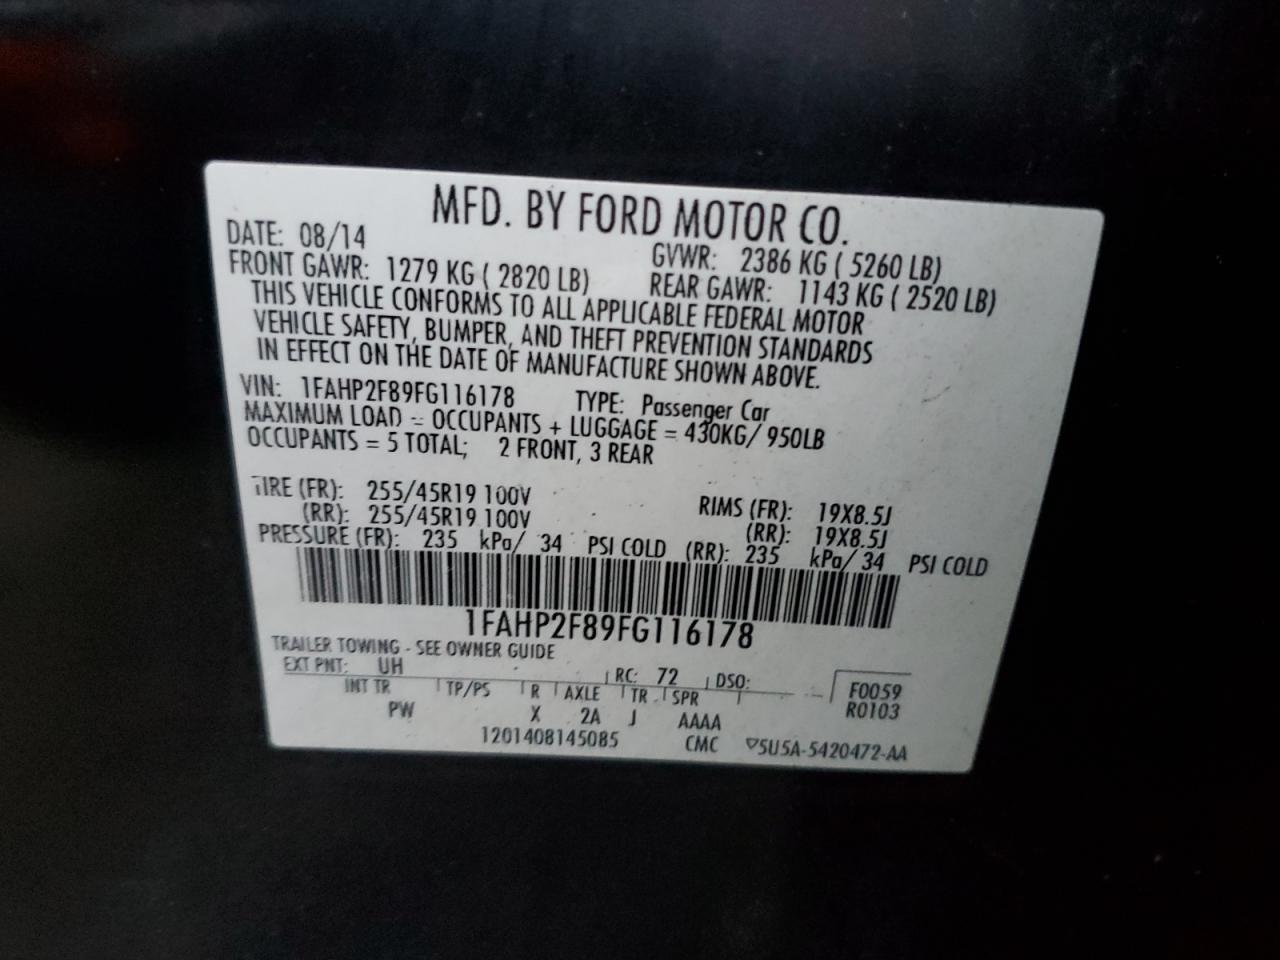 MFD. BY FORD MOTOR CO.
DATE: 08/14 GVWR: 2386 KG ( 5260 LB)
FRONT GAWR: 1279 KG ( 2820 LB) REAR GAWR: 1143 KG ( 2520 LB)
THIS VEHICLE CONFORMS TO ALL APPLICABLE FEDERAL MOTOR
VEHICLE SAFETY, BUMPER, AND THEFT PREVENTION STANDARDS
IN EFFECT ON THE DATE OF MANUFACTURE SHOWN ABOVE.
VIN: 1FAHP2F89FG116178 TYPE: Passenger Car
MAXIMUM LOAD = OCCUPANTS + LUGGAGE = 430KG/ 950LB
OCCUPANTS = 5 TOTAL; 2 FRONT, 3 REAR
TIRE (FR): 255/45R19 100V RIMS (FR): 19X8.5J
(RR): 255/45R19 100V (RR): 19X8.5J
PRESSURE (FR): 235 kPa/ 34 PSI COLD (RR): 235 kPa/ 34 PSI COLD
1FAHP2F89FG116178
TRAILER TOWING - SEE OWNER GUIDE
EXT PNT: UH RC: 72 DSO: F0059
INT TR TP/PS R AXLE TR SPR R0103
PW X 2A J AAAA
1201408145085 CMC ▽5U5A-5420472-AA